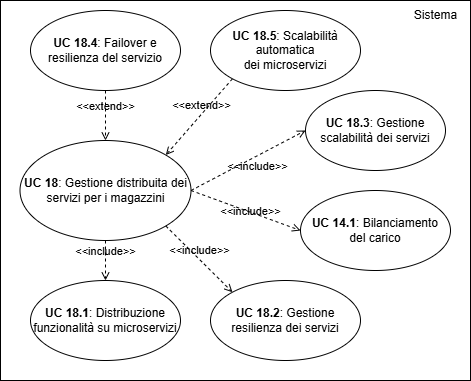 Sistema
UC 18.4: Failover e
resilienza del servizio
UC 18.5: Scalabilità
automatica
dei microservizi
<<extend>>
<<extend>>
UC 18.3: Gestione
scalabilità dei servizi
<<include>>
UC 18: Gestione distribuita dei
servizi per i magazzini
<<include>>
UC 14.1: Bilanciamento
del carico
<<include>>
<<include>>
UC 18.1: Distribuzione
funzionalità su microservizi
UC 18.2: Gestione
resilienza dei servizi